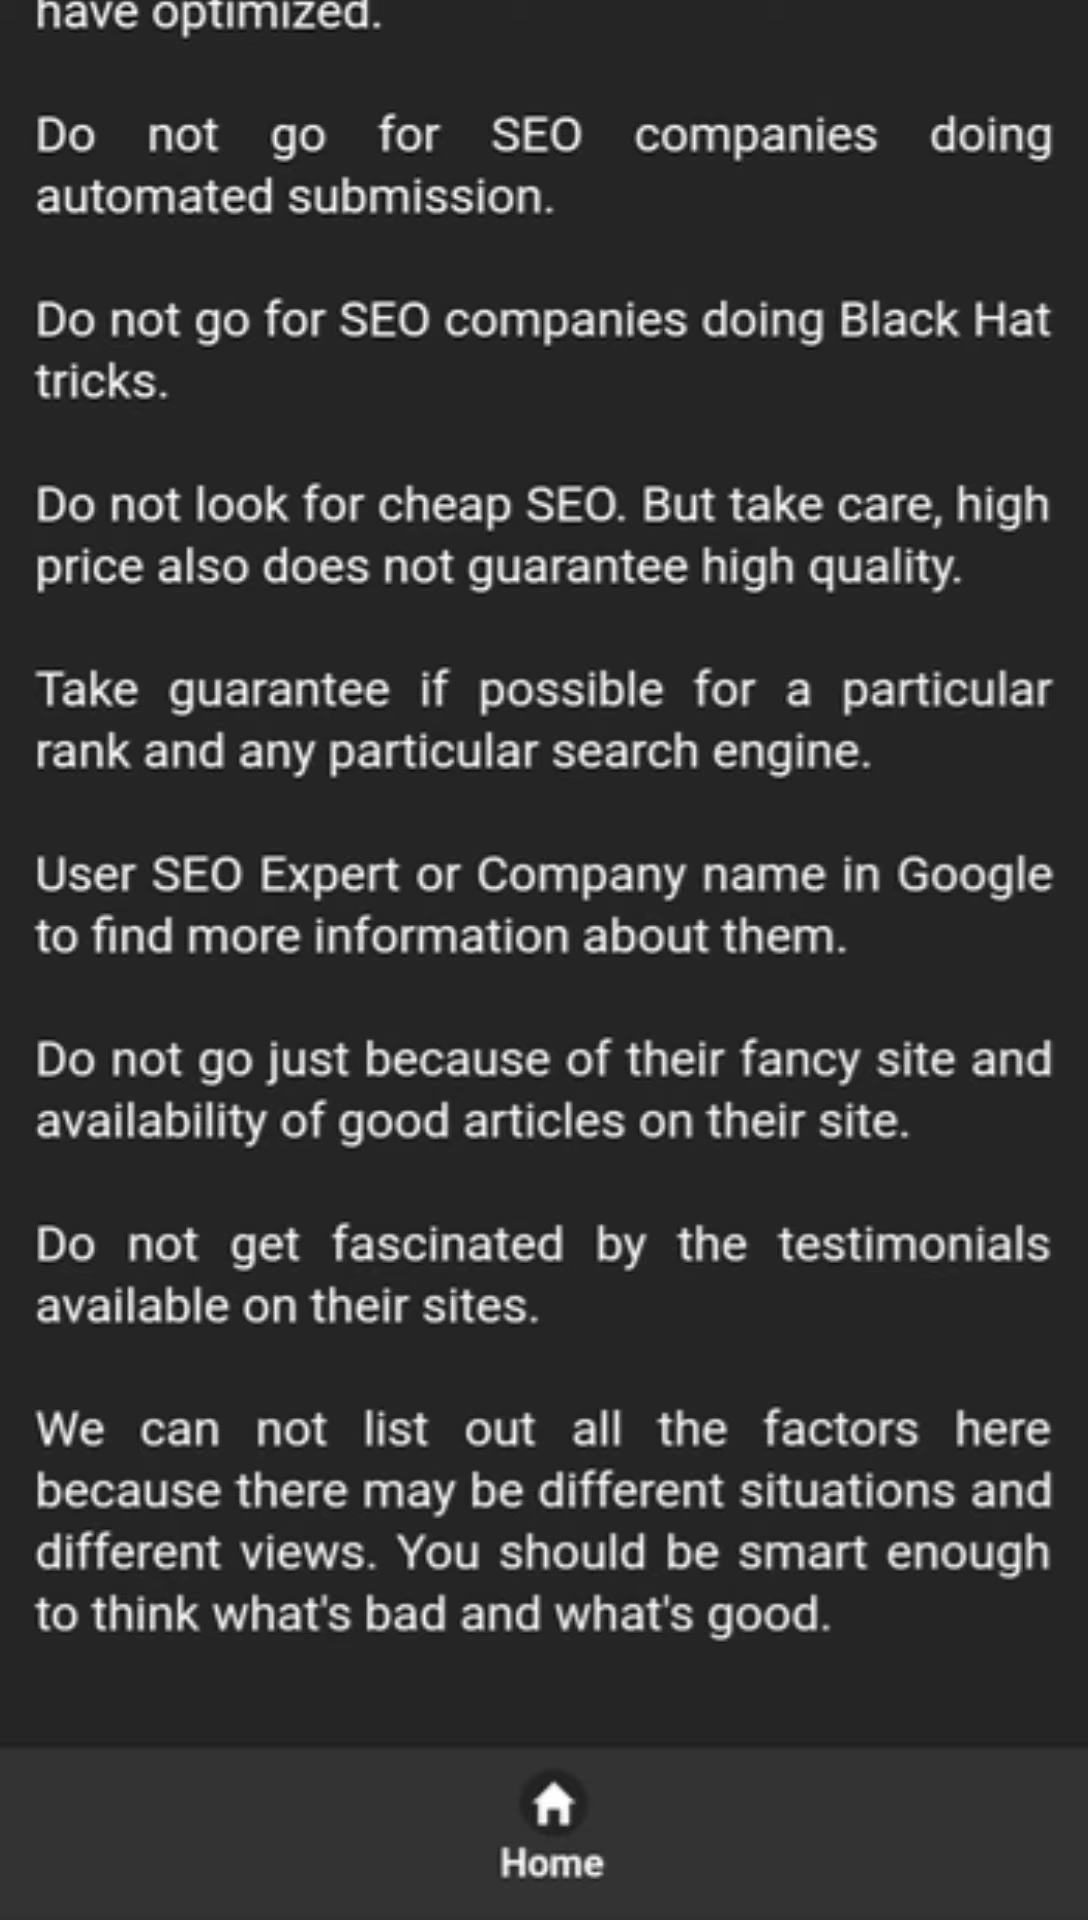 have optimized.
Do not go for SEO companies doing
automated submission.
Do not go for SEO companies doing Black Hat
tricks.
Do not look for cheap SEO. But take care, high
price also does not guarantee high quality.
Take guarantee if possible for a particular
rank and any particular search engine.
User SEO Expert or Company name in Google
to find more information about them.
Do not go just because of their fancy site and
availability of good articles on their site.
Do not get fascinated by the testimonials
available on their sites.
We can not list out all the factors here
because there may be different situations and
different views. You should be smart enough
to think what's bad and what's good.
Home